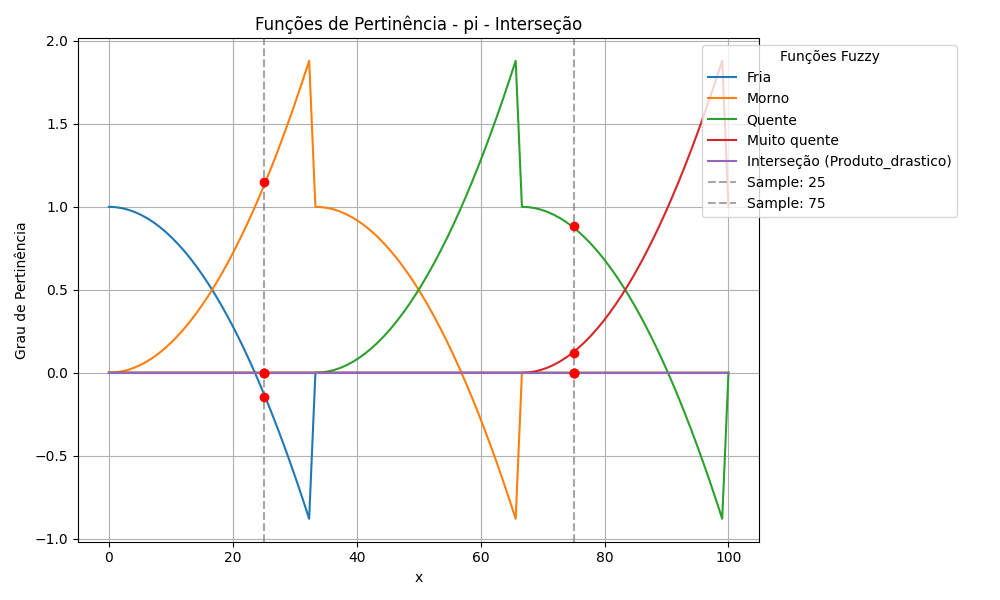 Funções de Pertinência - pi - Interseção
Grau de Pertinência
2.0
1.5
1.0
0.5
0.0
−0.5
−1.0
0
20
40
60
80
100
x
Funções Fuzzy
Fria
Morno
Quente
Muito quente
Interseção (Produto_drastico)
Sample: 25
Sample: 75